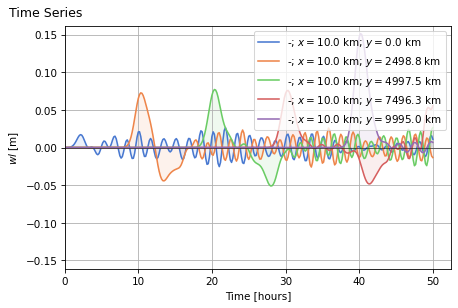 Time Series
0.15
0.10
0.05
0.00
−0.05
−0.10
−0.15
wl [m]
-; x = 10.0 km; y = 0.0 km
-; x = 10.0 km; y = 2498.8 km
-; x = 10.0 km; y = 4997.5 km
-; x = 10.0 km; y = 7496.3 km
-; x = 10.0 km; y = 9995.0 km
0 10 20 30 40 50
Time [hours]